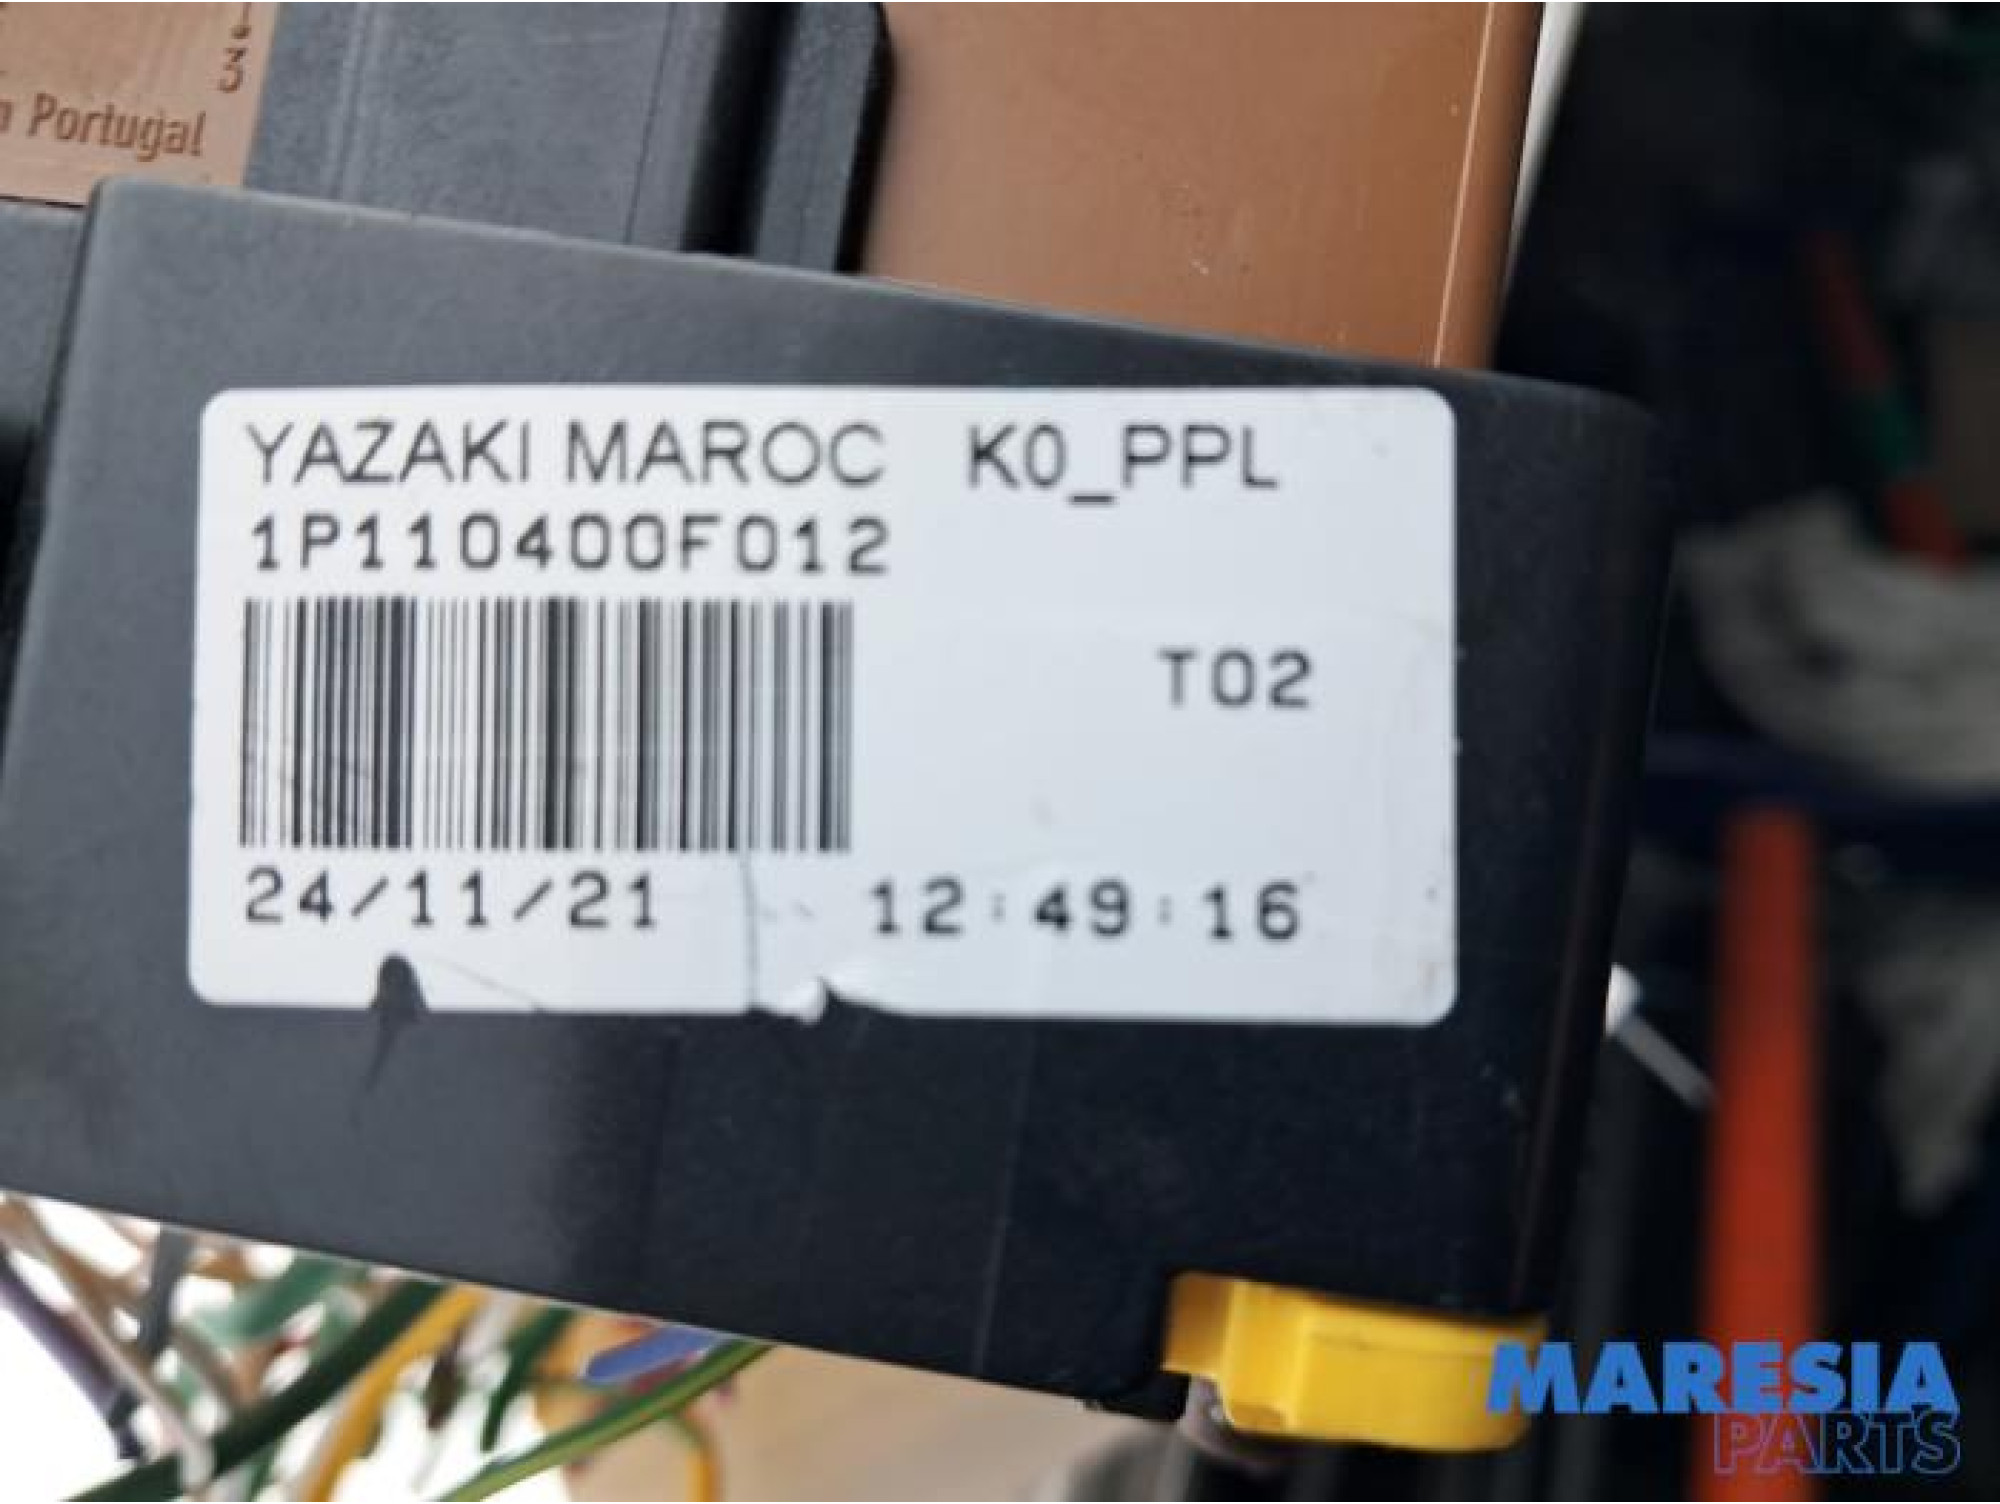 3
Portugal
YAZAKI MAROC K0_PPL
1P110400F012
T02
24/11/21 12:49:16
MARESIA
PARTS